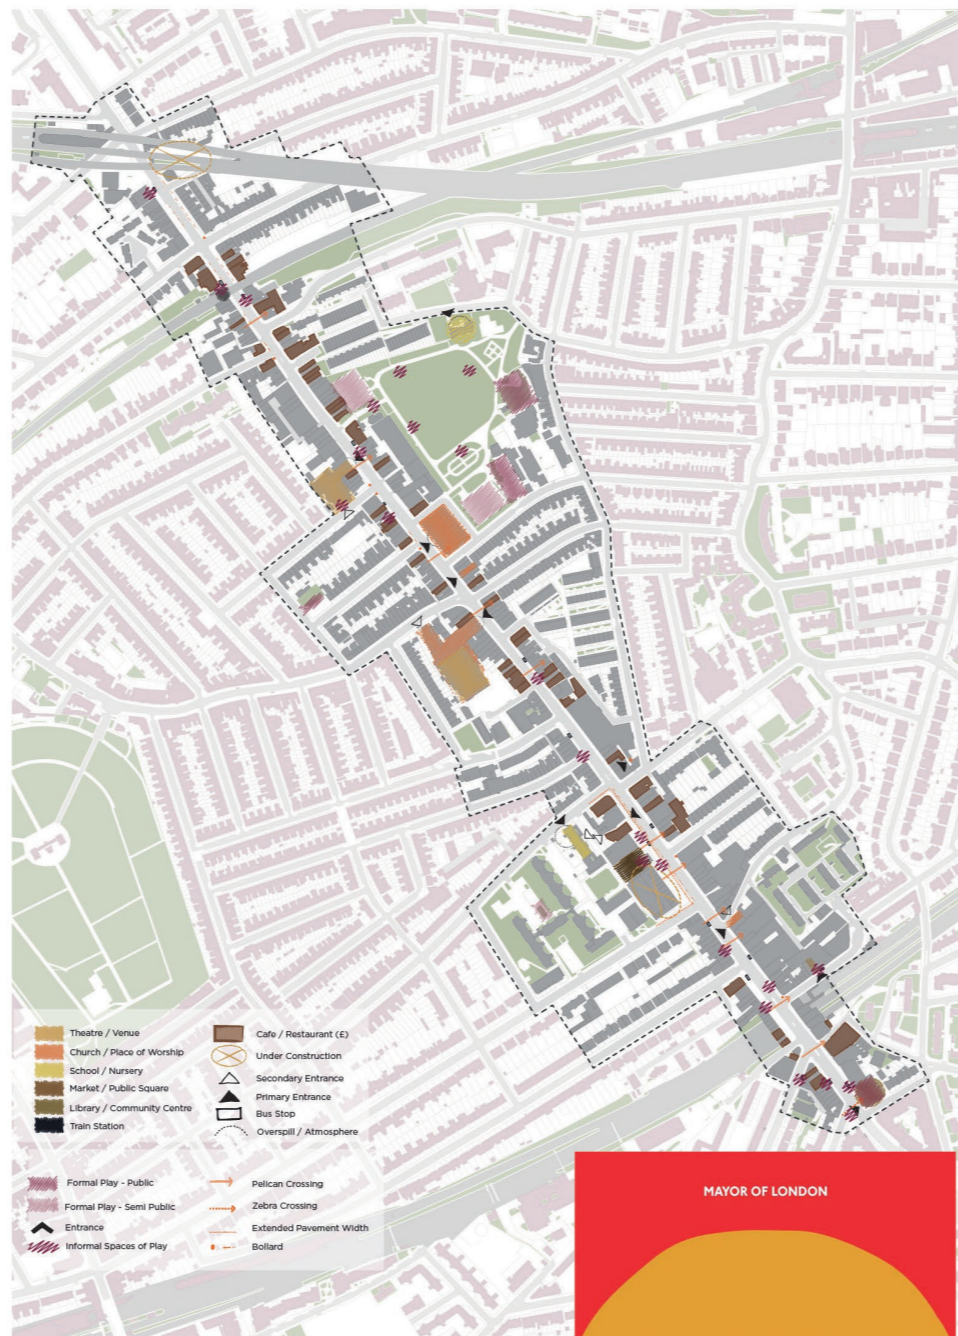 Theatre / Venue
Church / Place of Worship
School / Nursery
Market / Public Square
Library / Community Centre
Train Station
Cafe / Restaurant (£)
Under Construction
Secondary Entrance
Primary Entrance
Bus Stop
Overspill / Atmosphere
Formal Play - Public
Formal Play - Semi Public
Entrance
Informal Spaces of Play
Pelican Crossing
Zebra Crossing
Extended Pavement Width
Bollard
MAYOR OF LONDON